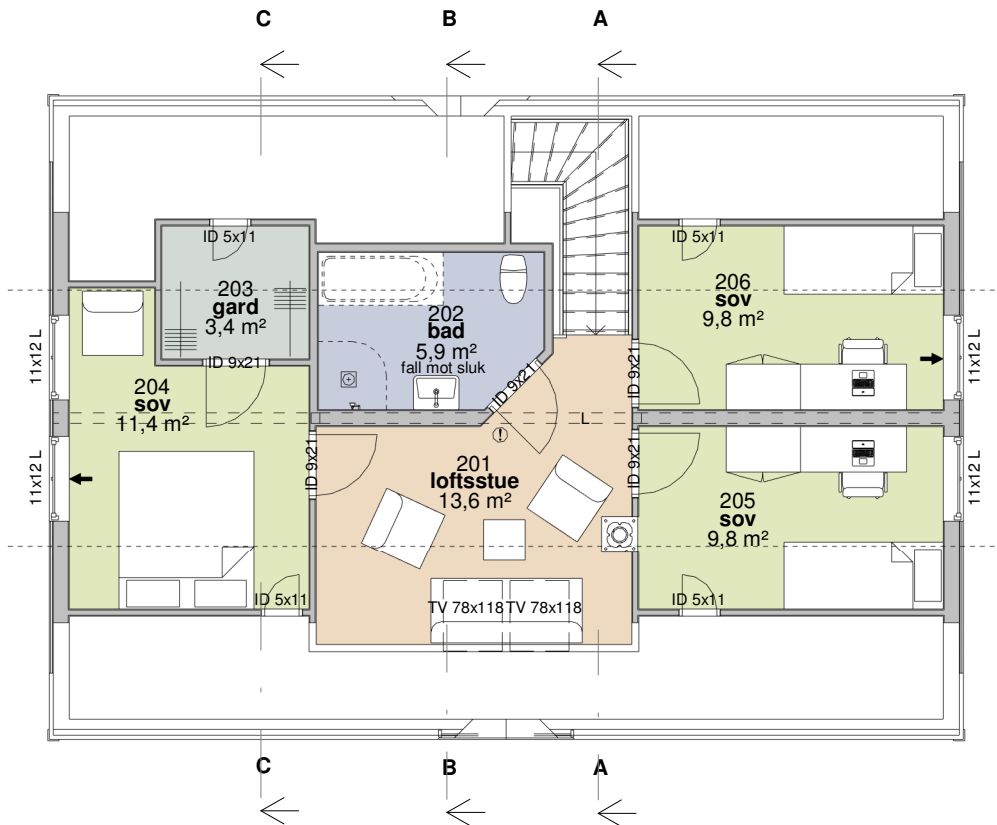 C
B
A
ID 5x11
ID 5x11
203
gard
3,4 m²
202
bad
5,9 m²
fall mot sluk
206
sov
9,8 m²
11x12 L
11x12 L
ID 9x21
ID 9x21
ID 9x21
204
sov
11,4 m²
L
11x12 L
11x12 L
ID 9x21
ID 9x21
201
loftsstue
13,6 m²
205
sov
9,8 m²
ID 5x11
TV 78x118
TV 78x118
ID 5x11
C
B
A